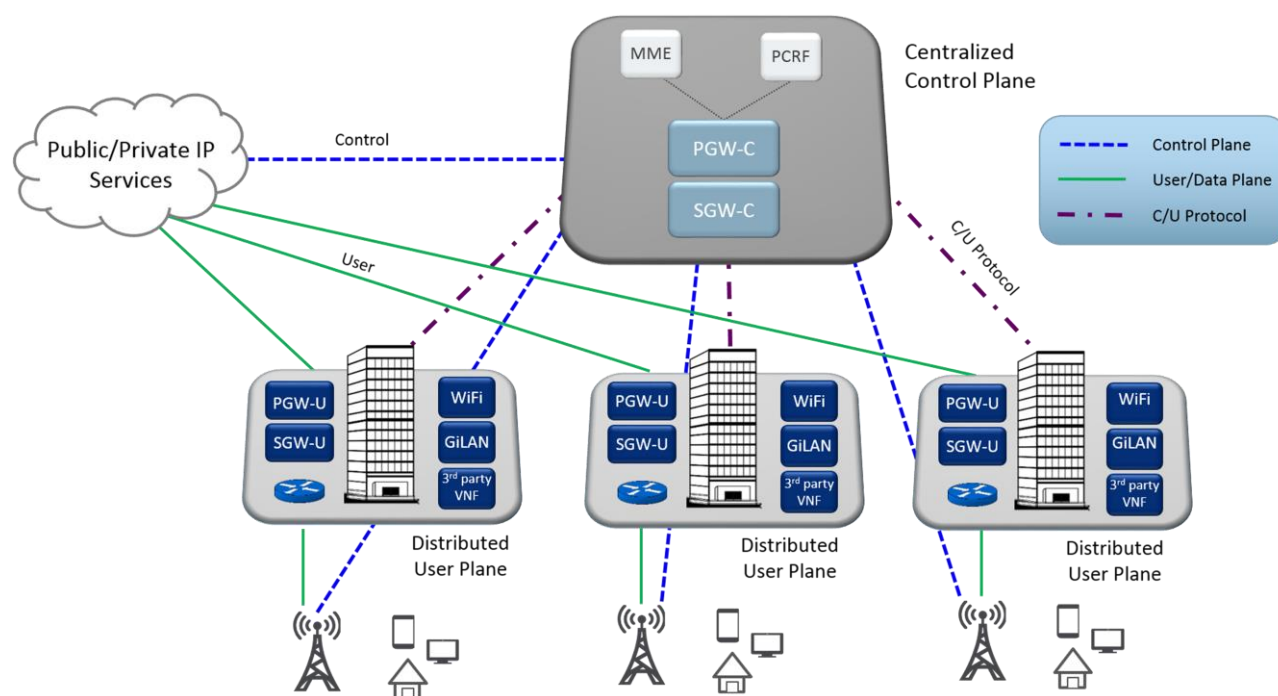 MME
PCRF
Centralized
Control Plane
Public/Private IP
Services
Control
PGW-C
SGW-C
Control Plane
User/Data Plane
C/U Protocol
User
C/U Protocol
PGW-U
WiFi
SGW-U
GiLAN
3rd party
VNF
PGW-U
WiFi
SGW-U
GiLAN
3rd party
VNF
PGW-U
WiFi
SGW-U
GiLAN
3rd party
VNF
Distributed
User Plane
Distributed
User Plane
Distributed
User Plane